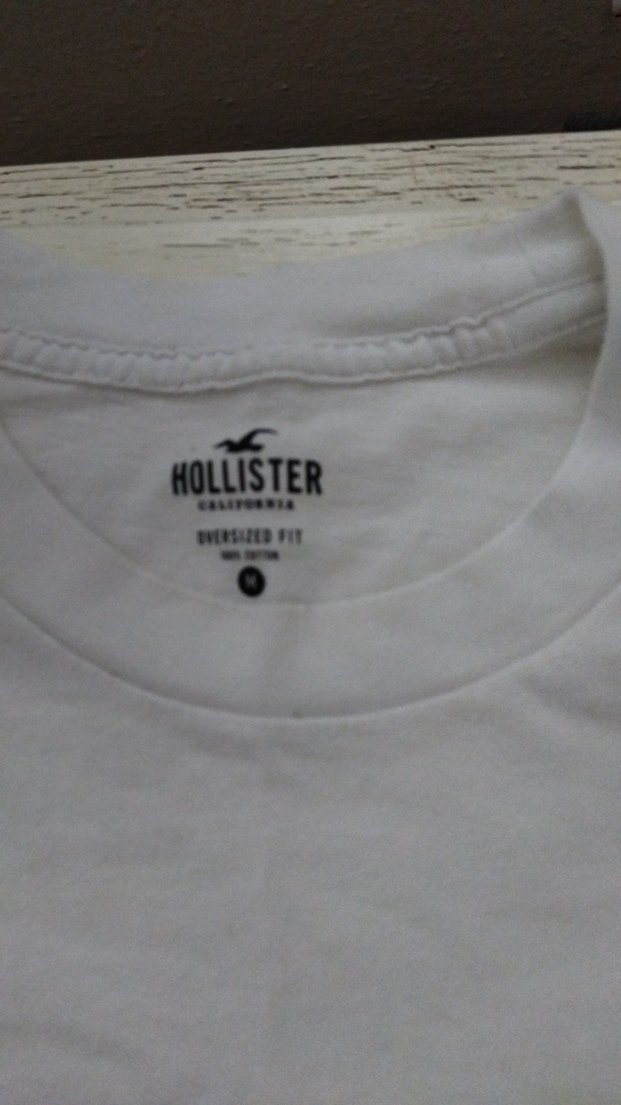 HOLLISTER
CALIFORNIA
OVERSIZED FIT
100% COTTON
M